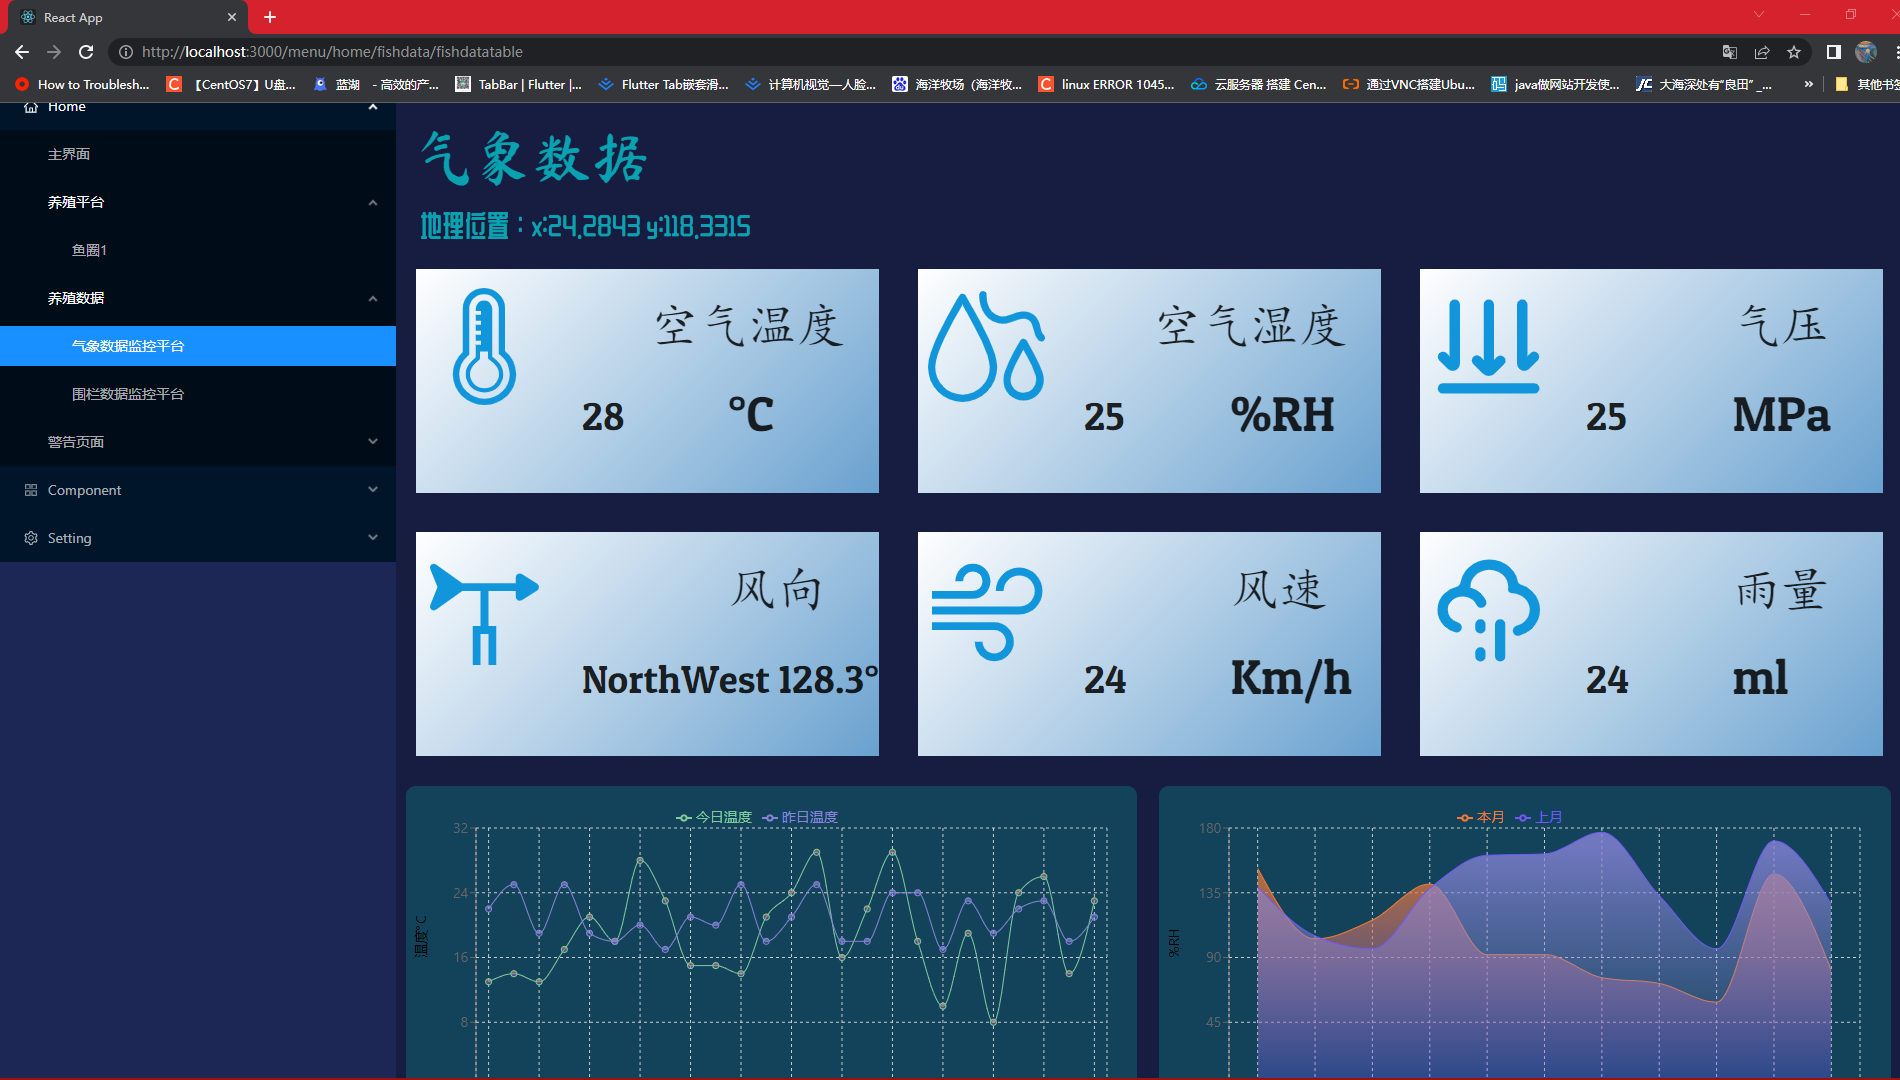 React App
http://localhost:3000/menu/home/fishdata/fishdatatable
How to Troublesh...
【CentOS7】U盘...
蓝湖 - 高效的产...
TabBar | Flutter |...
Flutter Tab嵌套滑...
计算机视觉—人脸...
海洋牧场（海洋牧...
linux ERROR 1045...
云服务器 搭建 Cen...
通过VNC搭建Ubu...
java做网站开发使...
大海深处有“良田” _...
»
其他书签
Home
主界面
养殖平台
鱼圈1
养殖数据
气象数据监控平台
围栏数据监控平台
警告页面
Component
Setting
气象数据
地理位置：x:24.2843 y:118.3315
空气温度
28 °C
空气湿度
25 %RH
气压
25 MPa
风向
NorthWest 128.3°
风速
24 Km/h
雨量
24 ml
今日温度 昨日温度
32
24
16
8
温度°C
本月 上月
180
135
90
45
%RH